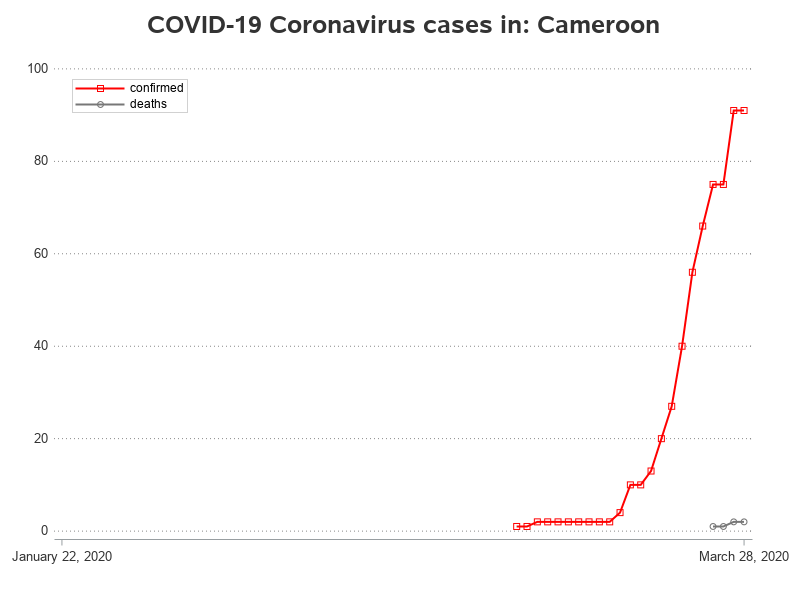 COVID-19 Coronavirus cases in: Cameroon
100
confirmed
deaths
80
60
40
20
0
January 22, 2020
March 28, 2020